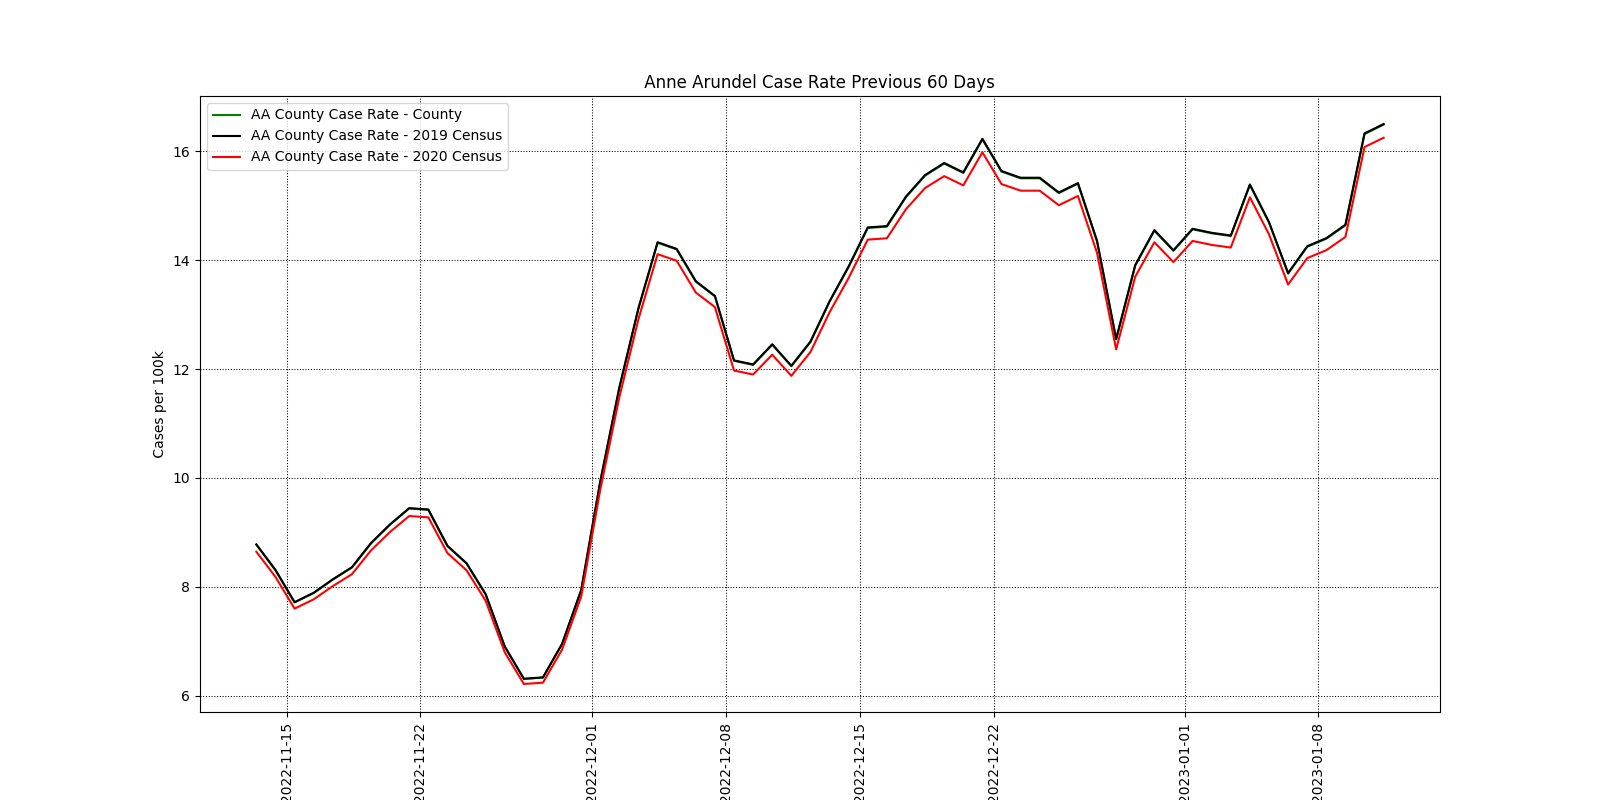 Anne Arundel Case Rate Previous 60 Days
AA County Case Rate - County
AA County Case Rate - 2019 Census
AA County Case Rate - 2020 Census
Cases per 100k
16
14
12
10
8
6
2022-11-15
2022-11-22
2022-12-01
2022-12-08
2022-12-15
2022-12-22
2023-01-01
2023-01-08